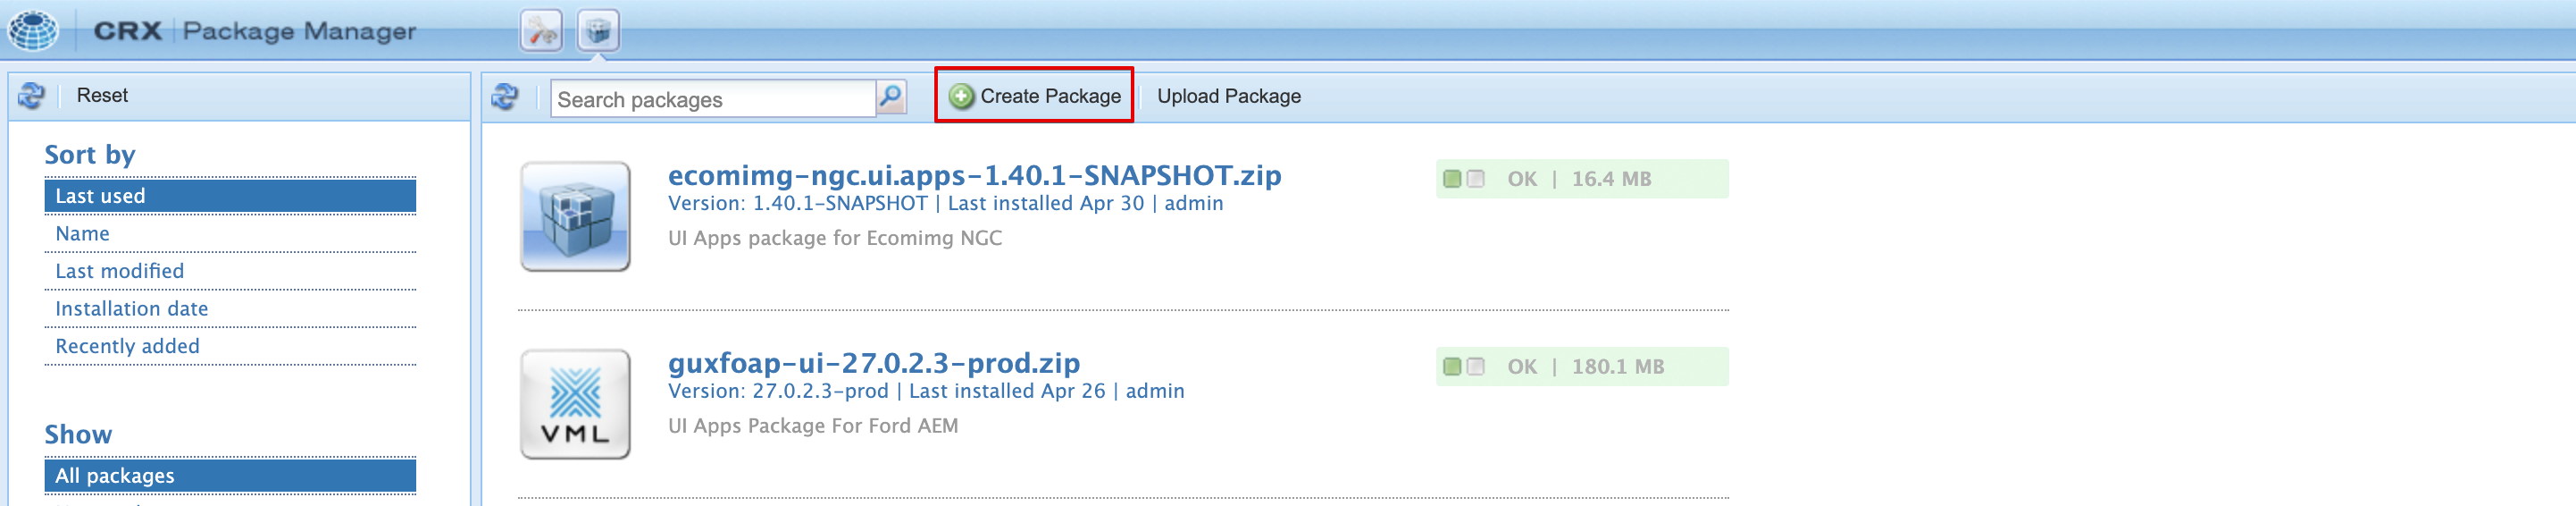 CRX Package Manager
Reset
Search packages
Create Package
Upload Package
Sort by
Last used
Name
Last modified
Installation date
Recently added
Show
All packages
ecomimg-ngc.ui.apps-1.40.1-SNAPSHOT.zip
Version: 1.40.1-SNAPSHOT | Last installed Apr 30 | admin
UI Apps package for Ecomimg NGC
OK | 16.4 MB
VML
guxfoap-ui-27.0.2.3-prod.zip
Version: 27.0.2.3-prod | Last installed Apr 26 | admin
UI Apps Package For Ford AEM
OK | 180.1 MB